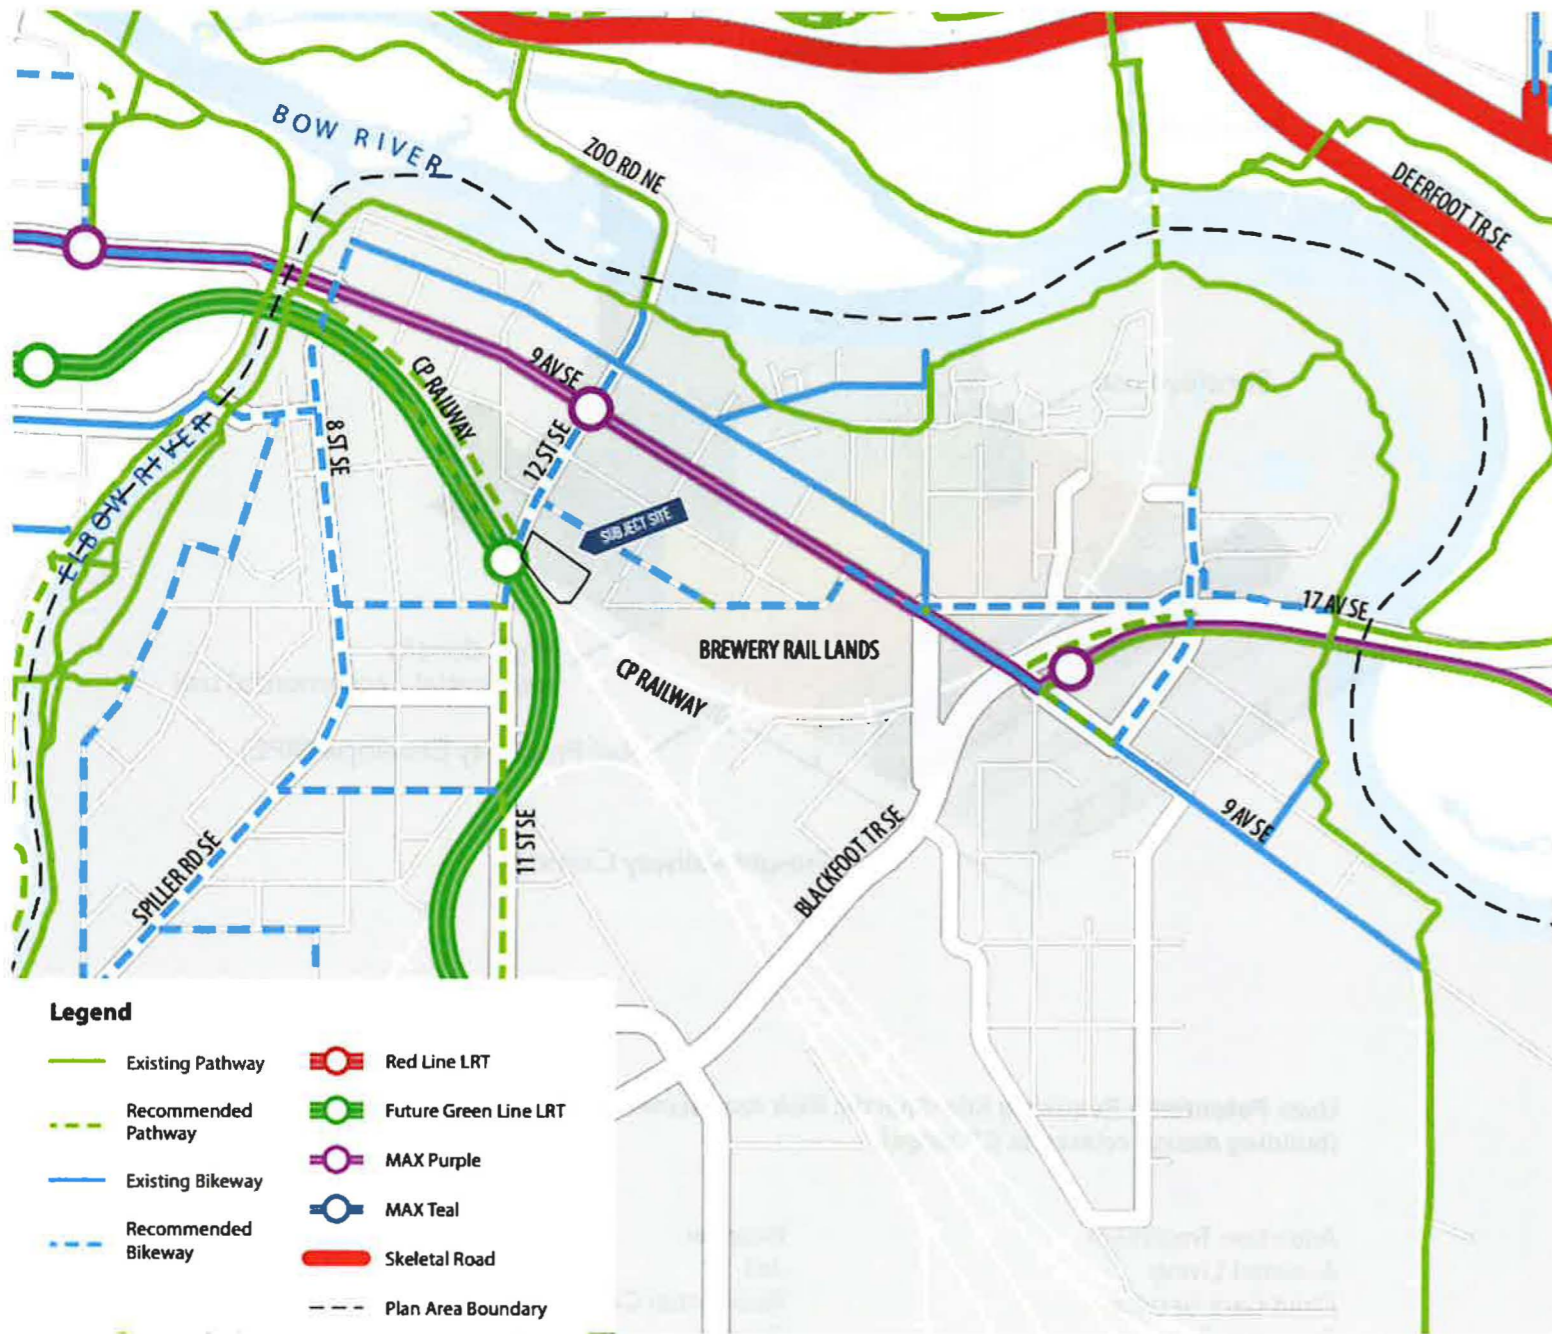 BOW RIVER
ZOO RD NE
DEERFOOT TR SE
9 AV SE
CP RAILWAY
8 ST SE
12 ST SE
SUBJECT SITE
ELBOW RIVER
17 AV SE
BREWERY RAIL LANDS
CP RAILWAY
11 ST SE
BLACKFOOT TR SE
9 AV SE
SPILLER RD SE
Legend
Existing Pathway
Recommended
Pathway
Existing Bikeway
Recommended
Bikeway
Red Line LRT
Future Green Line LRT
MAX Purple
MAX Teal
Skeletal Road
Plan Area Boundary